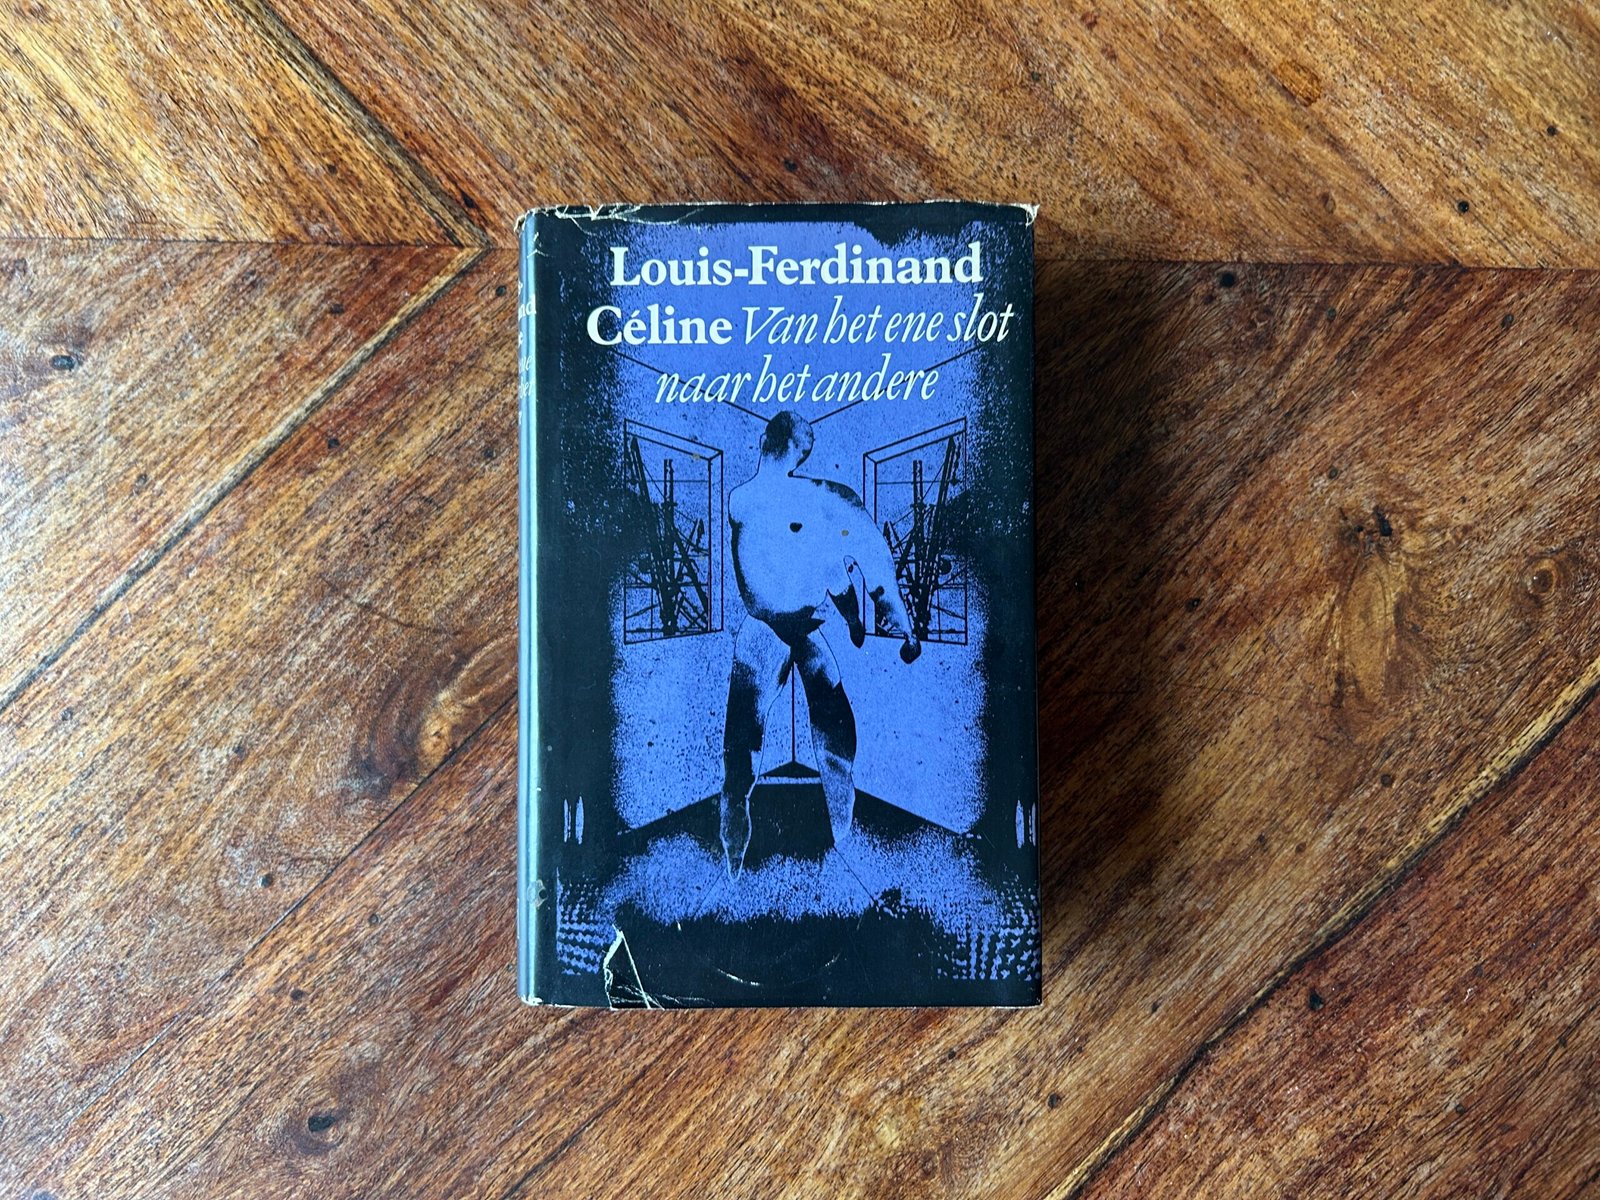 Louis-Ferdinand
Céline Van het ene slot
naar het andere